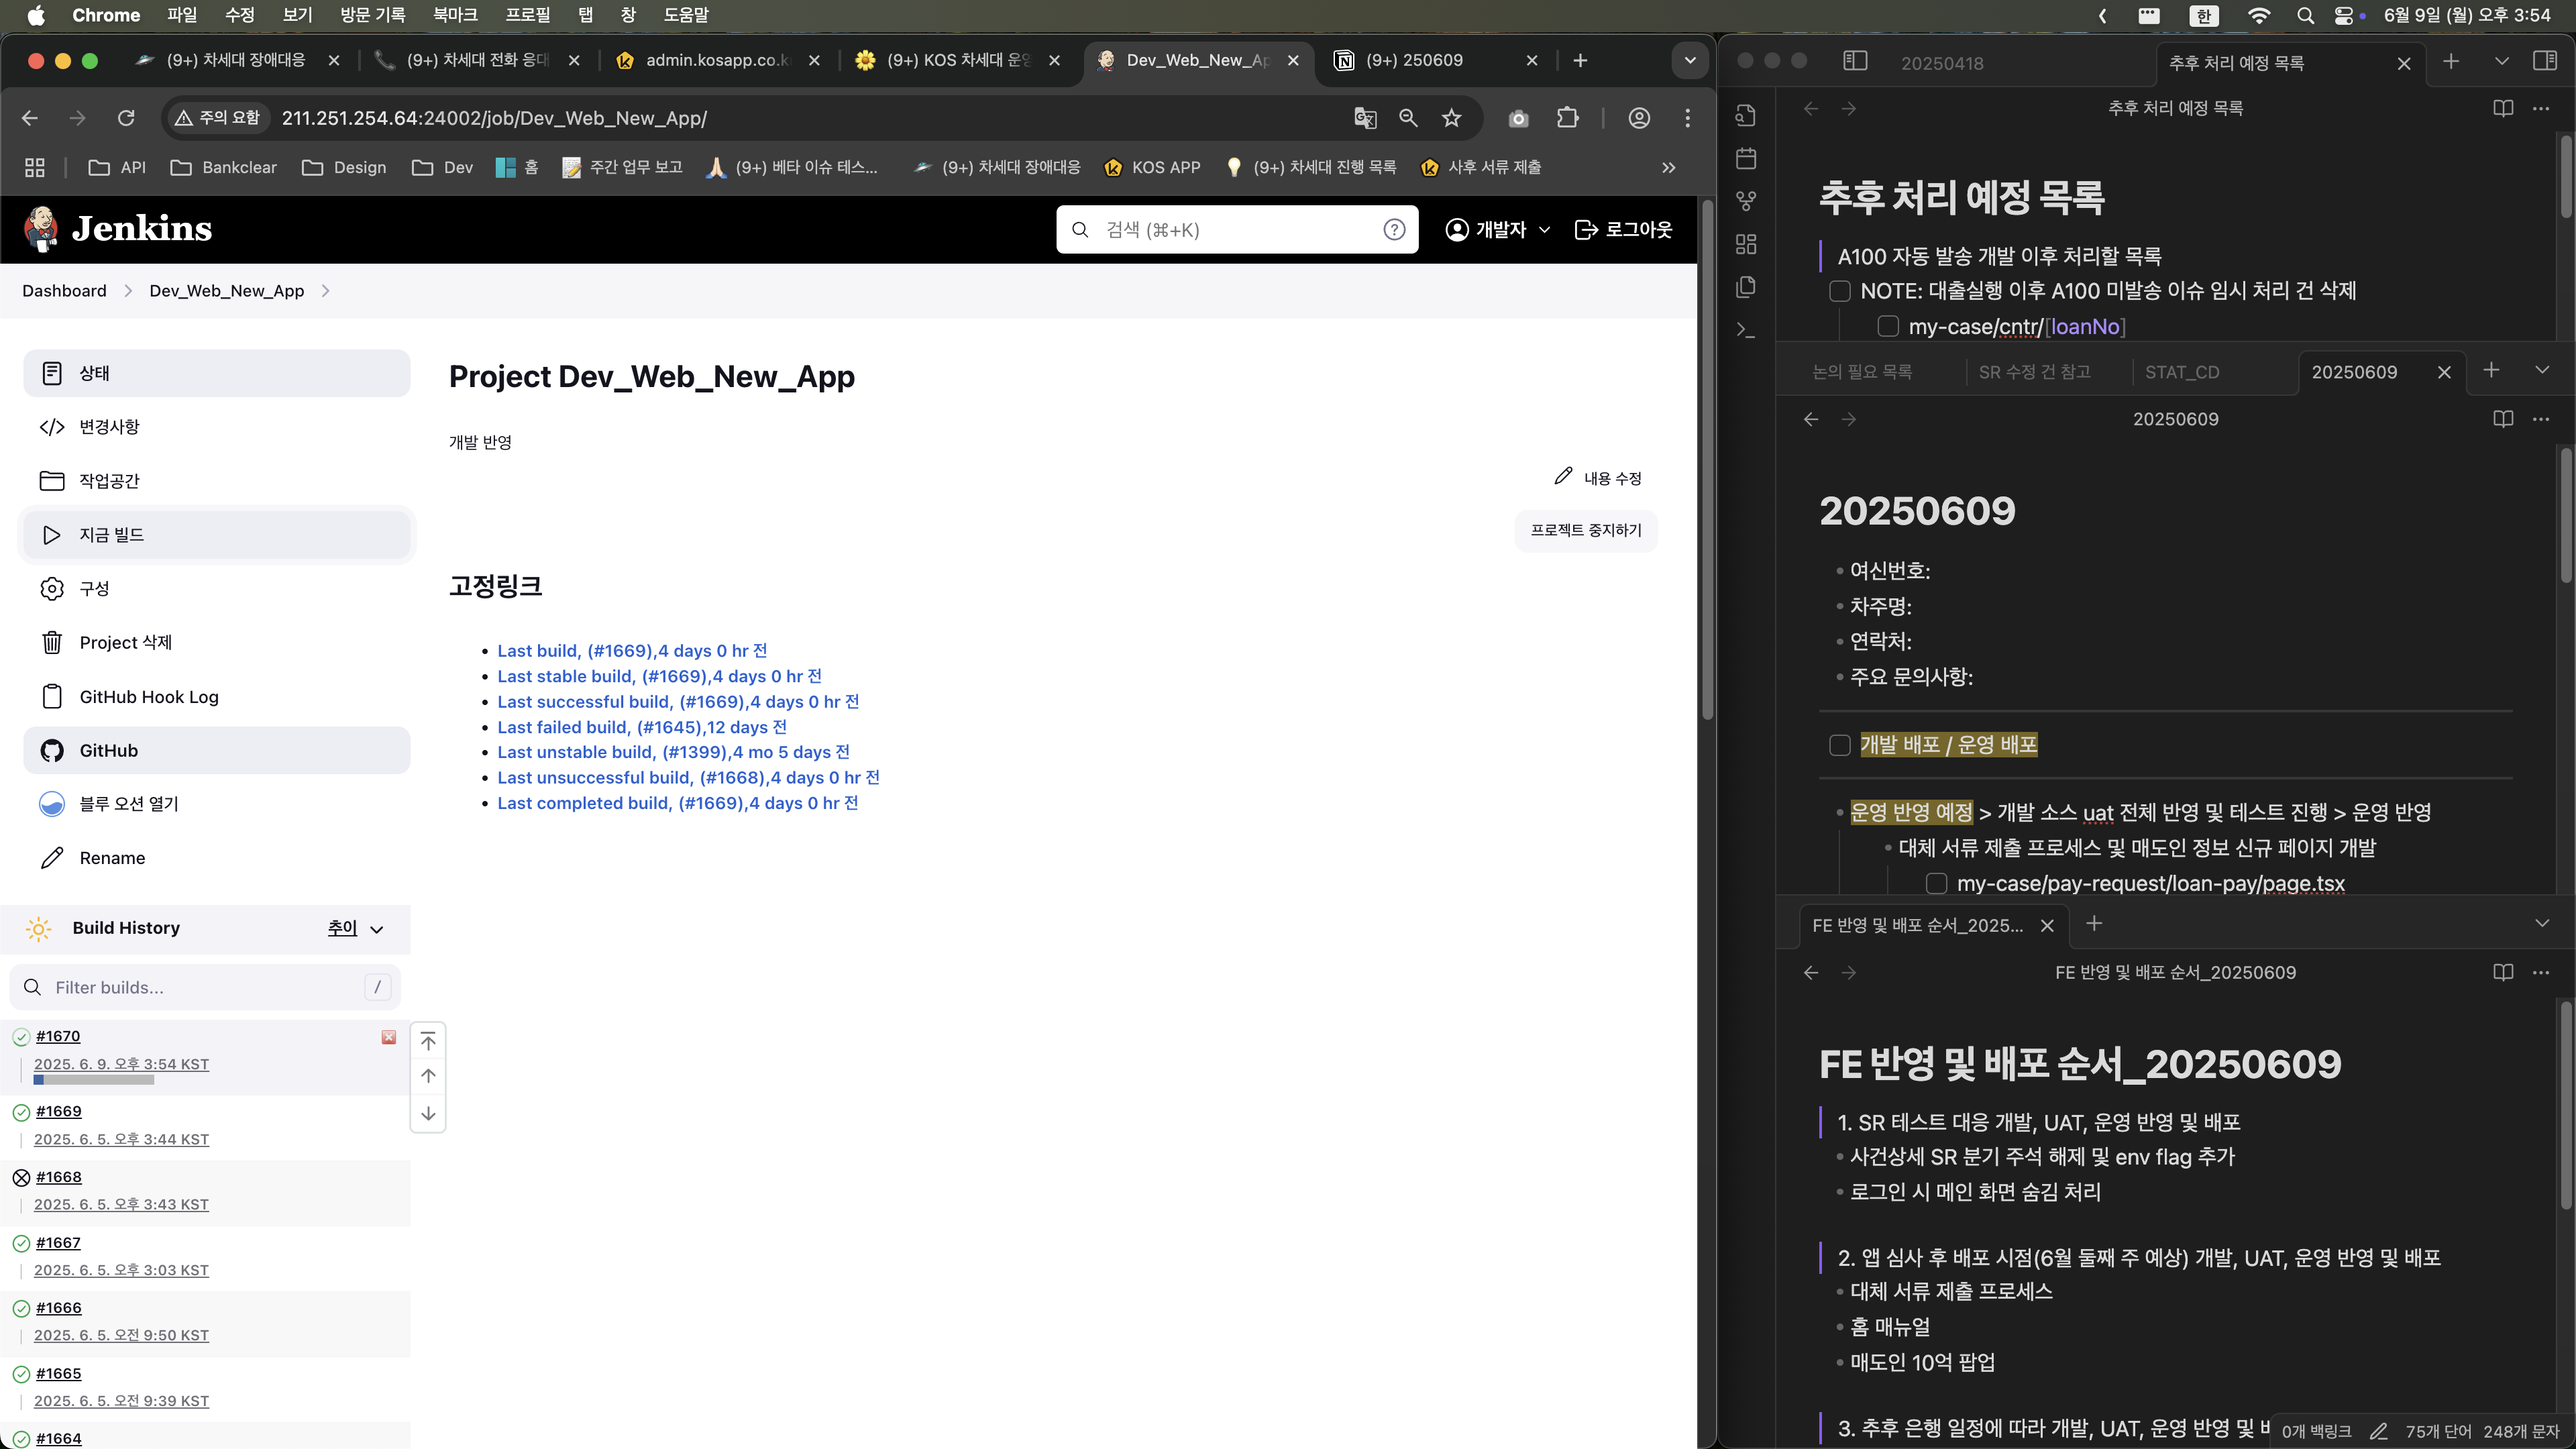 Chrome 파일 수정 보기 방문 기록 북마크 프로필 탭 창 도움말 한 6월 9일 (월) 오후 3:54
(9+) 차세대 장애대응
(9+) 차세대 전화 응대
admin.kosapp.co.k
(9+) KOS 차세대 운영
Dev_Web_New_Ap
(9+) 250609
주의 요함 211.251.254.64:24002/job/Dev_Web_New_App/
API Bankclear Design Dev 홈 주간 업무 보고 (9+) 베타 이슈 테스... (9+) 차세대 장애대응 KOS APP (9+) 차세대 진행 목록 사후 서류 제출
Jenkins
검색 (⌘+K)
개발자
로그아웃
Dashboard
Dev_Web_New_App
상태
변경사항
작업공간
지금 빌드
구성
Project 삭제
GitHub Hook Log
GitHub
블루 오션 열기
Rename
Build History 추이
Filter builds... /
#1670
2025. 6. 9. 오후 3:54 KST
#1669
2025. 6. 5. 오후 3:44 KST
#1668
2025. 6. 5. 오후 3:43 KST
#1667
2025. 6. 5. 오후 3:03 KST
#1666
2025. 6. 5. 오전 9:50 KST
#1665
2025. 6. 5. 오전 9:39 KST
#1664
Project Dev_Web_New_App
개발 반영
내용 수정
프로젝트 중지하기
고정링크
Last build, (#1669),4 days 0 hr 전
Last stable build, (#1669),4 days 0 hr 전
Last successful build, (#1669),4 days 0 hr 전
Last failed build, (#1645),12 days 전
Last unstable build, (#1399),4 mo 5 days 전
Last unsuccessful build, (#1668),4 days 0 hr 전
Last completed build, (#1669),4 days 0 hr 전
20250418
추후 처리 예정 목록
추후 처리 예정 목록
추후 처리 예정 목록
A100 자동 발송 개발 이후 처리할 목록
NOTE: 대출실행 이후 A100 미발송 이슈 임시 처리 건 삭제
my-case/cntr/[loanNo]
논의 필요 목록 SR 수정 건 참고 STAT_CD 20250609
20250609
20250609
여신번호:
차주명:
연락처:
주요 문의사항:
개발 배포 / 운영 배포
운영 반영 예정 > 개발 소스 uat 전체 반영 및 테스트 진행 > 운영 반영
대체 서류 제출 프로세스 및 매도인 정보 신규 페이지 개발
my-case/pay-request/loan-pay/page.tsx
FE 반영 및 배포 순서_2025...
FE 반영 및 배포 순서_20250609
FE 반영 및 배포 순서_20250609
1. SR 테스트 대응 개발, UAT, 운영 반영 및 배포
사건상세 SR 분기 주석 해제 및 env flag 추가
로그인 시 메인 화면 숨김 처리
2. 앱 심사 후 배포 시점(6월 둘째 주 예상) 개발, UAT, 운영 반영 및 배포
대체 서류 제출 프로세스
홈 매뉴얼
매도인 10억 팝업
3. 추후 은행 일정에 따라 개발, UAT, 운영 반영 및
0개 백링크 75개 단어 248개 문자